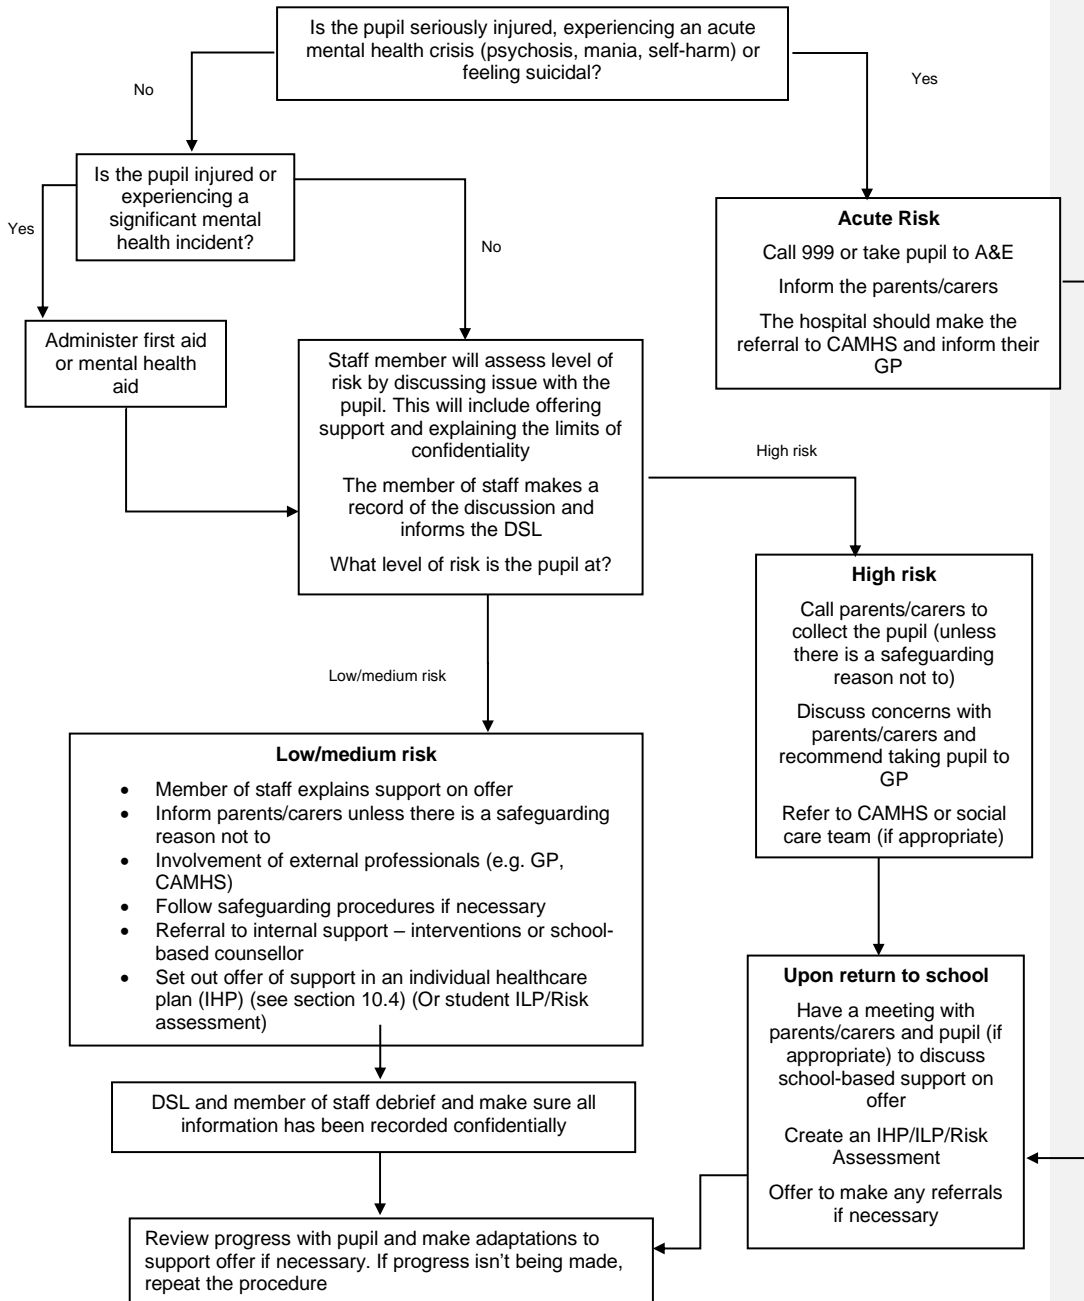 Is the pupil seriously injured, experiencing an acute
mental health crisis (psychosis, mania, self-harm) or
feeling suicidal?
No
Yes
Is the pupil injured or
experiencing a
significant mental
health incident?
Yes
No
Acute Risk
Call 999 or take pupil to A&E
Inform the parents/carers
The hospital should make the
referral to CAMHS and inform their
GP
Administer first aid
or mental health
aid
Staff member will assess level of
risk by discussing issue with the
pupil. This will include offering
support and explaining the limits of
confidentiality
The member of staff makes a
record of the discussion and
informs the DSL
What level of risk is the pupil at?
High risk
High risk
Call parents/carers to
collect the pupil (unless
there is a safeguarding
reason not to)
Discuss concerns with
parents/carers and
recommend taking pupil to
GP
Refer to CAMHS or social
care team (if appropriate)
Low/medium risk
Low/medium risk
• Member of staff explains support on offer
• Inform parents/carers unless there is a safeguarding
reason not to
• Involvement of external professionals (e.g. GP,
CAMHS)
• Follow safeguarding procedures if necessary
• Referral to internal support – interventions or school-
based counsellor
• Set out offer of support in an individual healthcare
plan (IHP) (see section 10.4) (Or student ILP/Risk
assessment)
Upon return to school
Have a meeting with
parents/carers and pupil (if
appropriate) to discuss
school-based support on
offer
Create an IHP/ILP/Risk
Assessment
Offer to make any referrals
if necessary
DSL and member of staff debrief and make sure all
information has been recorded confidentially
Review progress with pupil and make adaptations to
support offer if necessary. If progress isn't being made,
repeat the procedure